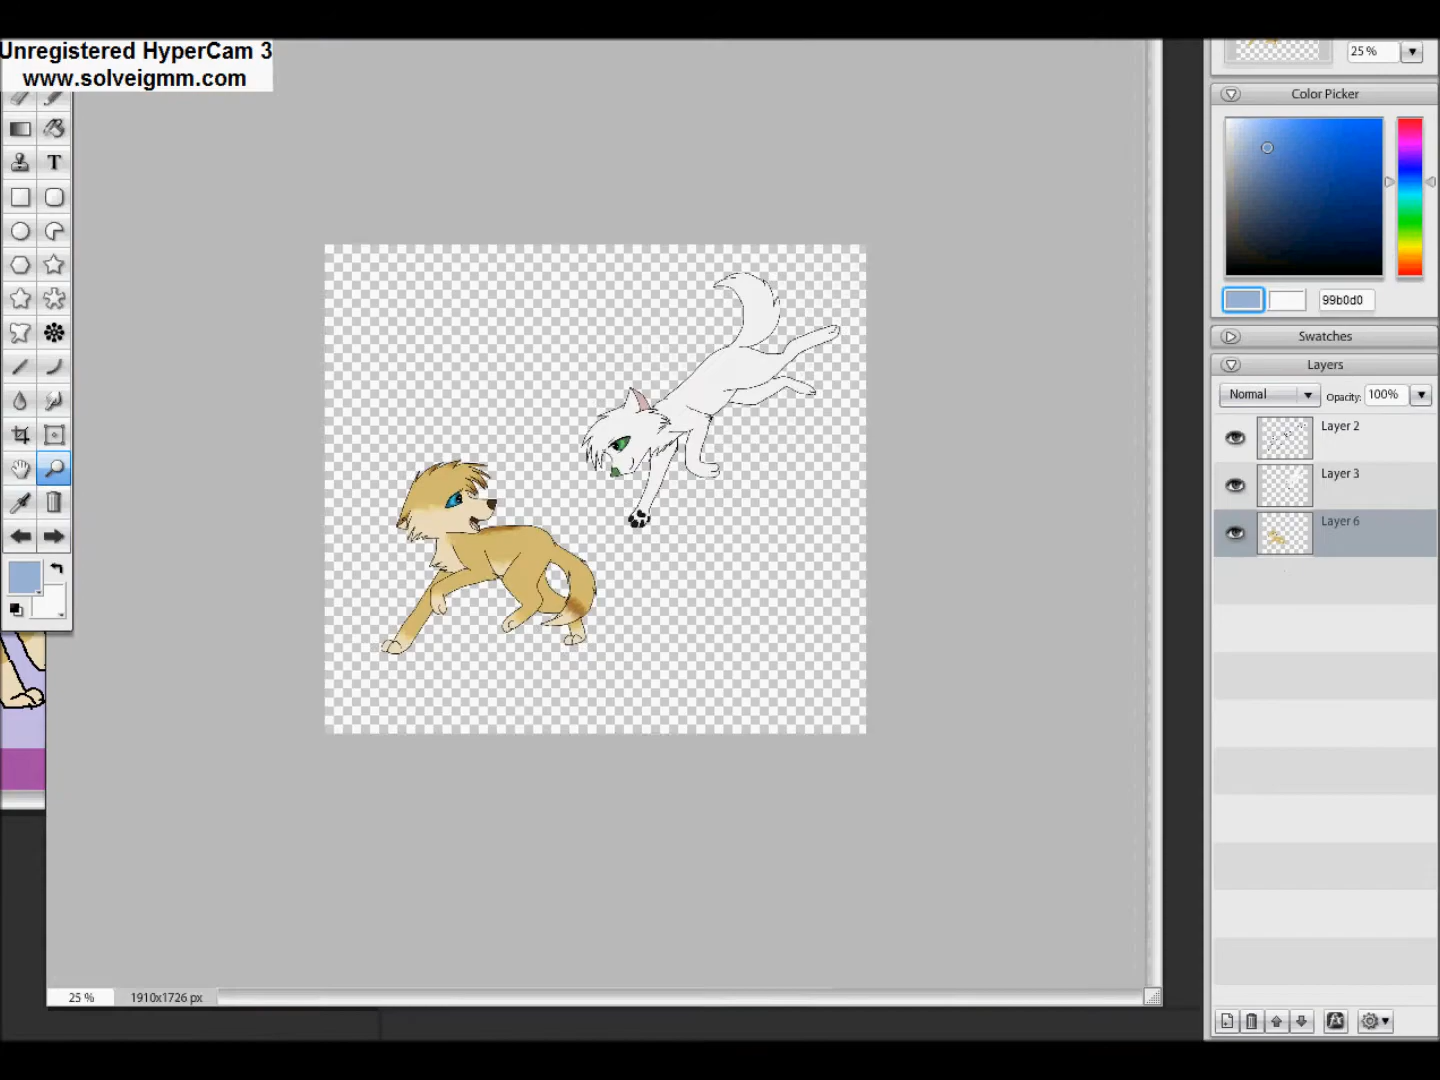 Unregistered HyperCam 3
www.solveigmm.com
25 %
Color Picker
99b0d0
Swatches
Layers
Normal
Opacity: 100%
Layer 2
Layer 3
Layer 6
T
fx
25 %
1910x1726 px